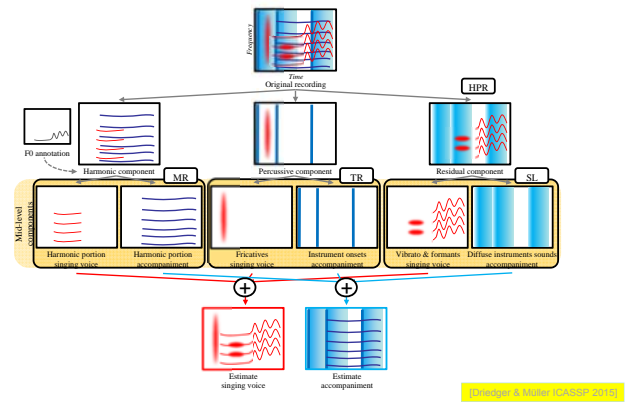 Frequency
Time
Original recording
HPR
F0 annotation
Harmonic component
Percussive component
Residual component
MR
TR
SL
Mid-level
components
Harmonic portion
singing voice
Harmonic portion
accompaniment
Fricatives
singing voice
Instrument onsets
accompaniment
Vibrato & formants
singing voice
Diffuse instruments sounds
accompaniment
+
+
Estimate
singing voice
Estimate
accompaniment
[Driedger & Müller ICASSP 2015]